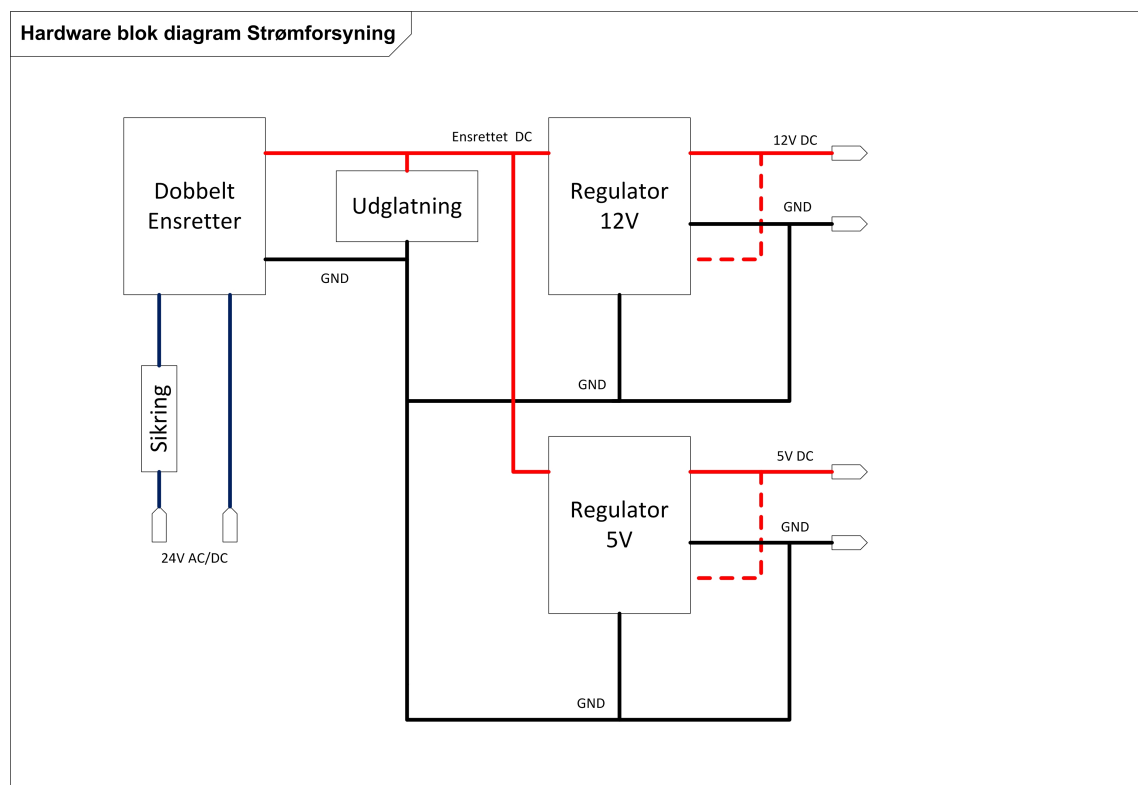 Hardware blok diagram Strømforsyning
Dobbelt
Ensretter
Ensrettet  DC
Udglatning
GND
Regulator
12V
12V DC
GND
GND
Sikring
24V AC/DC
Regulator
5V
5V DC
GND
GND